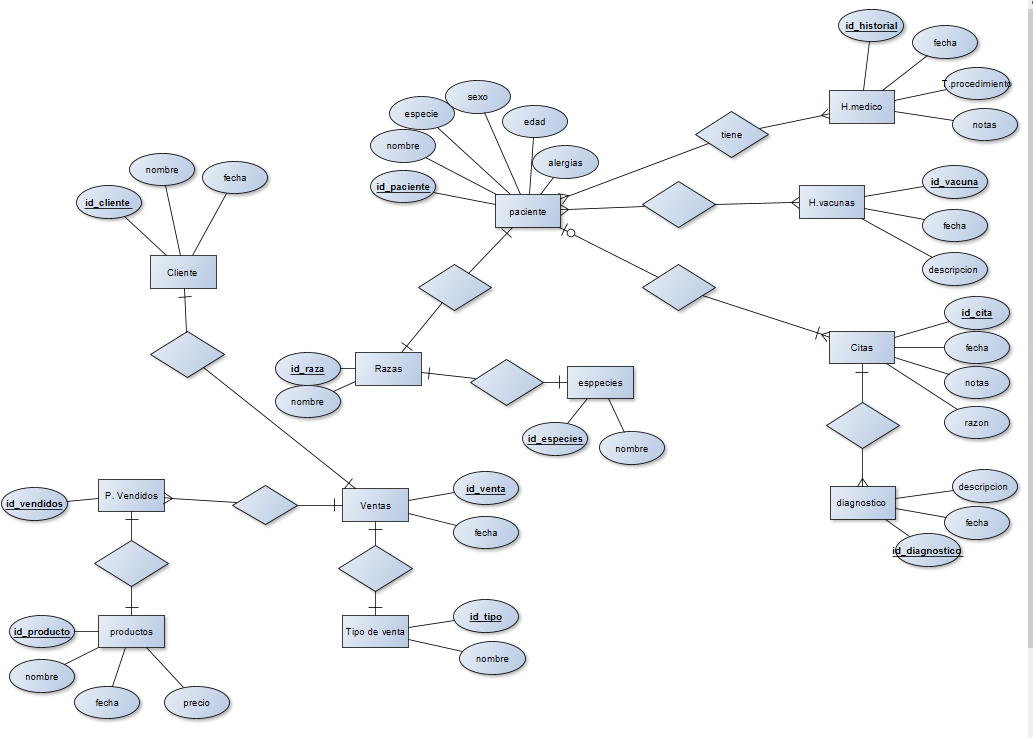 id_historial
fecha
T.procedimiento
H.medico
notas
sexo
especie
edad
nombre
alergias
id_paciente
paciente
tiene
nombre
fecha
id_cliente
Cliente
id_vacuna
H.vacunas
fecha
descripcion
id_cita
Citas
fecha
notas
razon
id_raza
Razas
nombre
esppecies
id_especies
nombre
id_vendidos
P. Vendidos
id_venta
Ventas
fecha
descripcion
diagnostico
fecha
id_diagnostico
id_producto
productos
nombre
fecha
precio
id_tipo
Tipo de venta
nombre